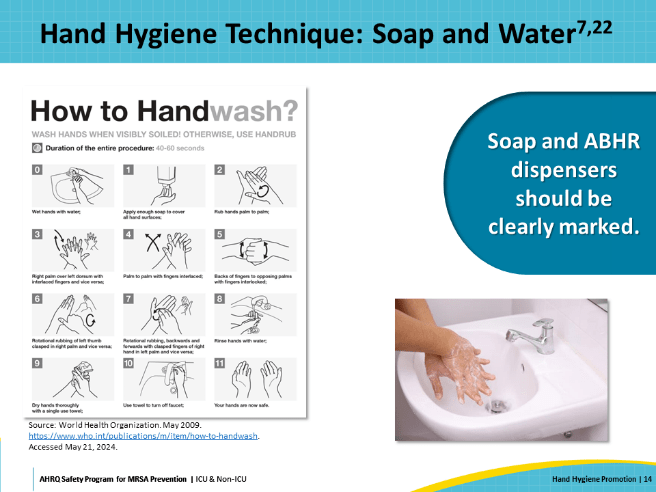 Hand Hygiene Technique: Soap and Water7,22
How to Handwash?
WASH HANDS WHEN VISIBLY SOILED! OTHERWISE, USE HANDRUB
Duration of the entire procedure: 40-60 seconds
0
1
2
Wet hands with water;
Apply enough soap to cover
all hand surfaces;
Rub hands palm to palm;
3
4
5
Right palm over left dorsum with
interlaced fingers and vice versa;
Palm to palm with fingers interlaced;
Backs of fingers to opposing palms
with fingers interlocked;
6
7
8
Rotational rubbing of left thumb
clasped in right palm and vice versa;
Rotational rubbing, backwards and
forwards with clasped fingers of right
hand in left palm and vice versa;
Rinse hands with water;
9
10
11
Dry hands thoroughly
with a single use towel;
Use towel to turn off faucet;
Your hands are now safe.
Soap and ABHR
dispensers
should be
clearly marked.
Source: World Health Organization. May 2009.
https://www.who.int/publications/m/item/how-to-handwash.
Accessed May 21, 2024.
AHRQ Safety Program for MRSA Prevention | ICU & Non-ICU
Hand Hygiene Promotion | 14